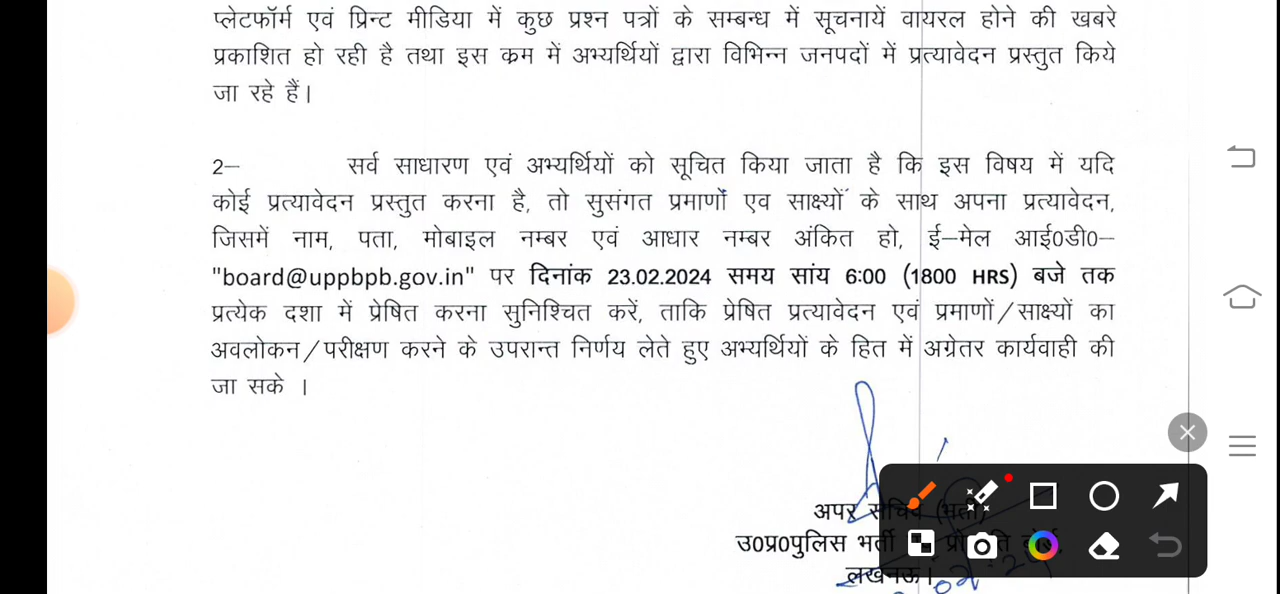 प्लेटफॉर्म एवं प्रिन्ट मीडिया में कुछ प्रश्न पत्रों के सम्बन्ध में सूचनायें वायरल होने की खबरे
प्रकाशित हो रही है तथा इस क्रम में अभ्यर्थियों द्वारा विभिन्न जनपदों में प्रत्यावेदन प्रस्तुत किये
जा रहे हैं।
2— सर्व साधारण एवं अभ्यर्थियों को सूचित किया जाता है कि इस विषय में यदि
कोई प्रत्यावेदन प्रस्तुत करना है, तो सुसंगत प्रमाणों एव साक्ष्यों के साथ अपना प्रत्यावेदन,
जिसमें नाम, पता, मोबाइल नम्बर एवं आधार नम्बर अंकित हो, ई—मेल आई0डी0—
"board@uppbpb.gov.in" पर दिनांक 23.02.2024 समय सांय 6:00 (1800 HRS) बजे तक
प्रत्येक दशा में प्रेषित करना सुनिश्चित करें, ताकि प्रेषित प्रत्यावेदन एवं प्रमाणों/साक्ष्यों का
अवलोकन/परीक्षण करने के उपरान्त निर्णय लेते हुए अभ्यर्थियों के हित में अग्रेतर कार्यवाही की
जा सके ।
अपर सचिव (भर्ती)
उ0प्र0पुलिस भर्ती
लखनऊ।